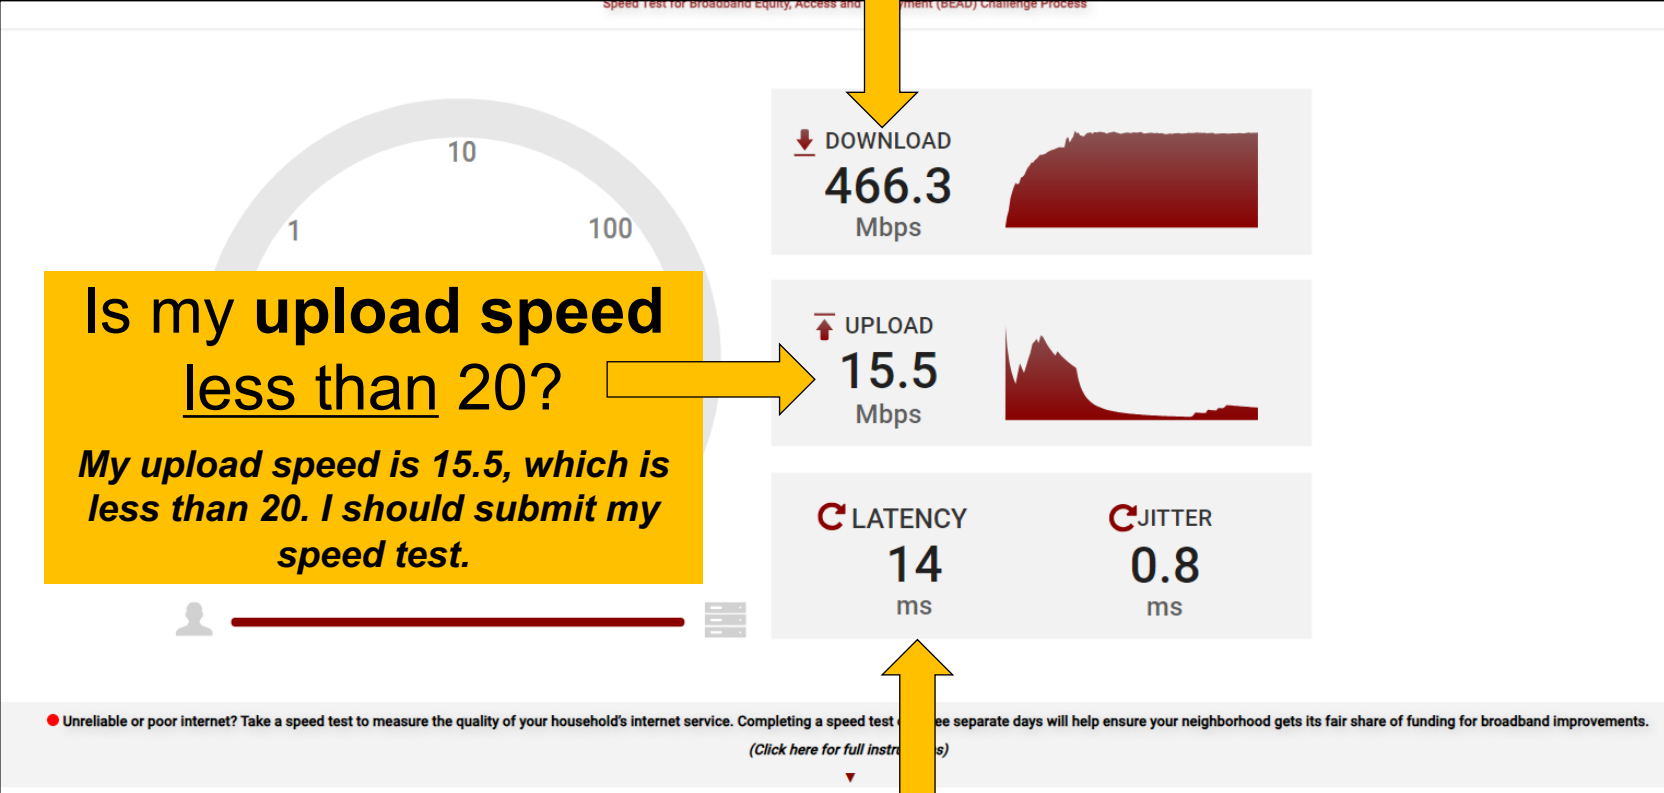 Speed Test for Broadband Equity, Access and yment (BEAD) Challenge Process
10
1
100
DOWNLOAD
466.3
Mbps
Is my upload speed
less than 20?
My upload speed is 15.5, which is
less than 20. I should submit my
speed test.
UPLOAD
15.5
Mbps
LATENCY
14
ms
JITTER
0.8
ms
Unreliable or poor internet? Take a speed test to measure the quality of your household's internet service. Completing a speed test ee separate days will help ensure your neighborhood gets its fair share of funding for broadband improvements.
(Click here for full instr s)